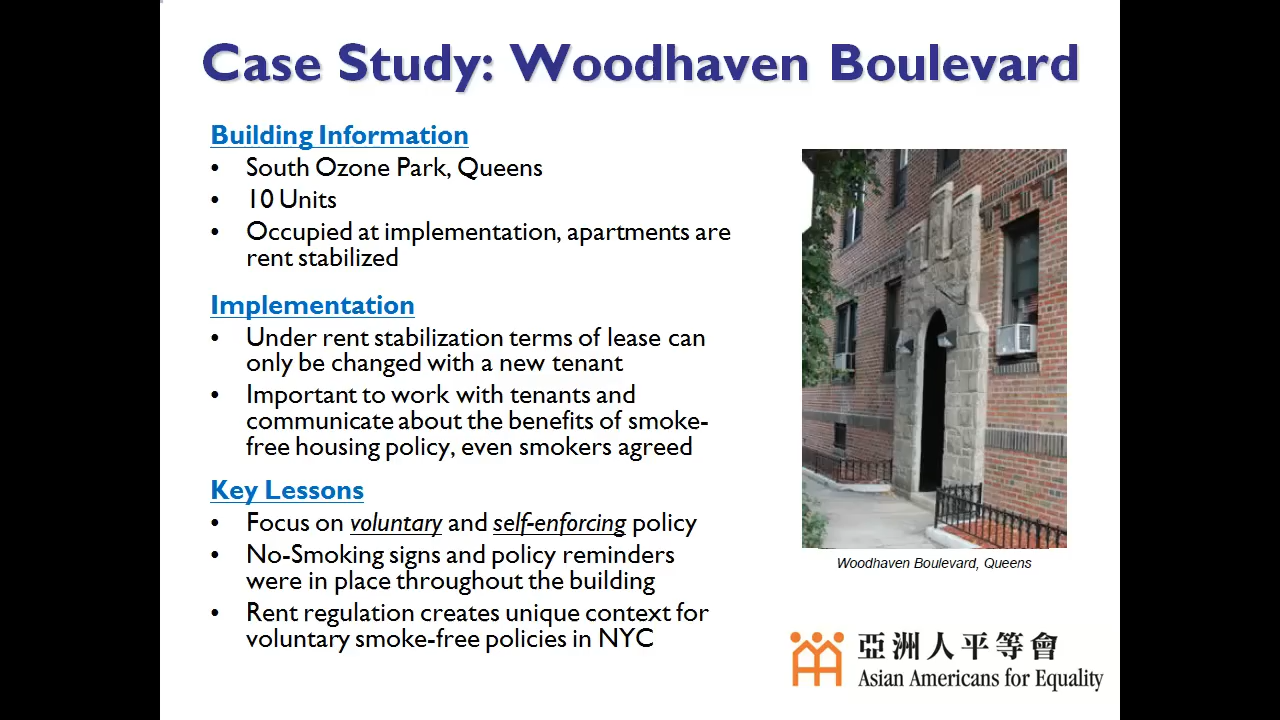 Case Study: Woodhaven Boulevard
Building Information
• South Ozone Park, Queens
• 10 Units
• Occupied at implementation, apartments are
rent stabilized
Implementation
• Under rent stabilization terms of lease can
only be changed with a new tenant
• Important to work with tenants and
communicate about the benefits of smoke-
free housing policy, even smokers agreed
Key Lessons
• Focus on voluntary and self-enforcing policy
• No-Smoking signs and policy reminders
were in place throughout the building
• Rent regulation creates unique context for
voluntary smoke-free policies in NYC
Woodhaven Boulevard, Queens
亞洲人平等會
Asian Americans for Equality